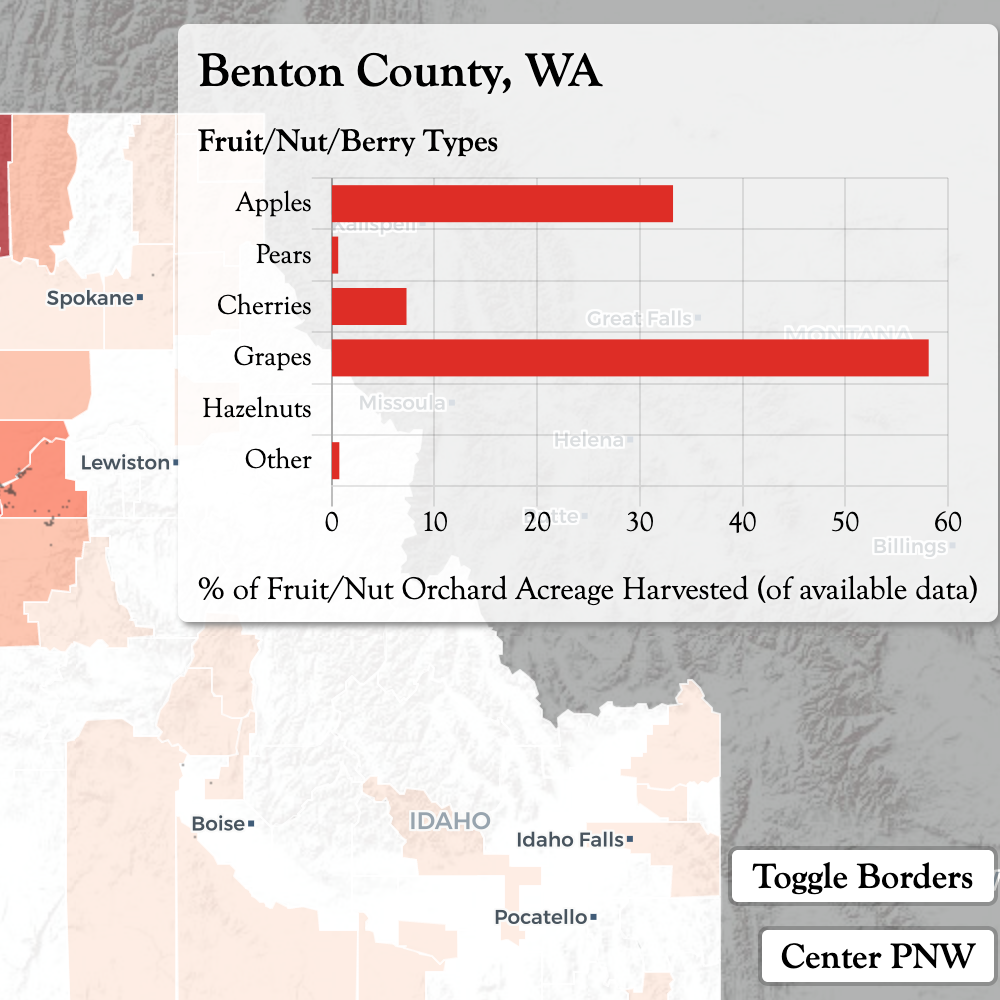 Benton County, WA
Fruit/Nut/Berry Types
Apples
Kalispell
Pears
Spokane
Cherries
Great Falls
MONTANA
Grapes
Hazelnuts
Missoula
Helena
Other
Lewiston
0 10 20 30 40 50 60
Billings
% of Fruit/Nut Orchard Acreage Harvested (of available data)
Boise
IDAHO
Idaho Falls
Toggle Borders
Pocatello
Center PNW